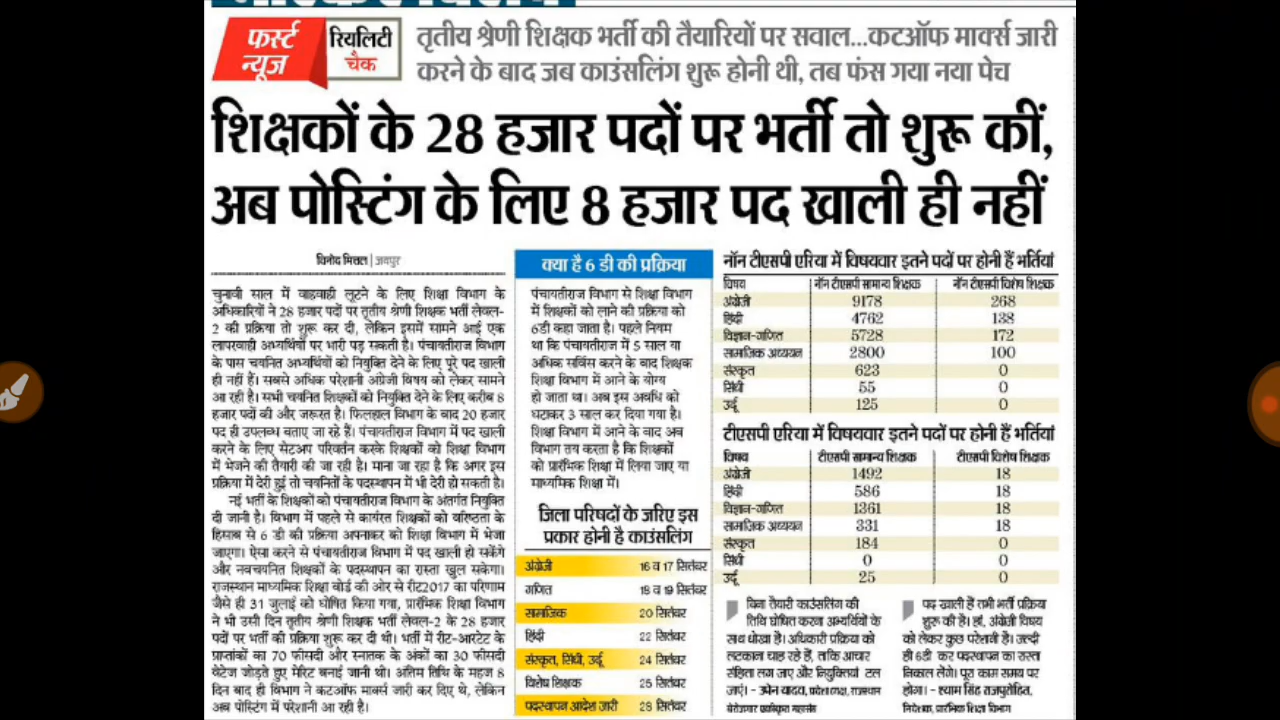 फर्स्ट
न्यूज
रियलिटी
चैक
तृतीय श्रेणी शिक्षक भर्ती की तैयारियों पर सवाल...कटऑफ मार्क्स जारी
करने के बाद जब काउंसलिंग शुरू होनी थी, तब फंस गया नया पेच
शिक्षकों के 28 हजार पदों पर भर्ती तो शुरू कीं,
अब पोस्टिंग के लिए 8 हजार पद खाली ही नहीं
विनोद मित्तल | जयपुर
चुनावी साल में वाहवाही लूटने के लिए शिक्षा विभाग के
अधिकारियों ने 28 हजार पदों पर तृतीय श्रेणी शिक्षक भर्ती लेवल-
2 की प्रक्रिया तो शुरू कर दी, लेकिन इसमें सामने आई एक
लापरवाही अभ्यर्थियों पर भारी पड़ सकती है। पंचायतीराज विभाग
के पास चयनित अभ्यर्थियों को नियुक्ति देने के लिए पूरे पद खाली
ही नहीं हैं। सबसे अधिक परेशानी अंग्रेजी विषय को लेकर सामने
आ रही है। सभी चयनित शिक्षकों को नियुक्ति देने के लिए करीब 8
हजार पदों की और जरूरत है। फिलहाल विभाग के वाद 20 हजार
पद ही उपलब्ध बताए जा रहे हैं। पंचायतीराज विभाग में पद खाली
करने के लिए सेटअप परिवर्तन करके शिक्षकों को शिक्षा विभाग
में भेजने की तैयारी की जा रही है। माना जा रहा है कि अगर इस
प्रक्रिया में देरी हुई तो चयनितों के पदस्थापन में भी देरी हो सकती है।
नई भर्ती के शिक्षकों को पंचायतीराज विभाग के अंतर्गत नियुक्ति
दी जानी है। विभाग में पहले से कार्यरत शिक्षकों को वरिष्ठता के
हिसाब से 6 डी की प्रक्रिया अपनाकर को शिक्षा विभाग में भेजा
जाएगा। ऐसा करने से पंचायतीराज विभाग में पद खाली हो सकेंगे
और नवचयनित शिक्षकों के पदस्थापन का रास्ता खुल सकेगा।
राजस्थान माध्यमिक शिक्षा बोर्ड की ओर से रीट2017 का परिणाम
जैसे ही 31 जुलाई को घोषित किया गया, प्रारंभिक शिक्षा विभाग
ने भी उसी दिन तृतीय श्रेणी शिक्षक भर्ती लेवल-2 के 28 हजार
पदों पर भर्ती की प्रक्रिया शुरू कर दी थी। भर्ती में रीट-आरटेट के
प्राप्तांकों का 70 फीसदी और स्नातक के अंकों का 30 फीसदी
वेटेज जोड़ते हुए मेरिट बनाई जानी थी। अंतिम तिथि के महज 8
दिन बाद ही विभाग ने कटऑफ मार्क्स जारी कर दिए थे, लेकिन
अब पोस्टिंग में परेशानी आ रही है।
क्या है 6 डी की प्रक्रिया
पंचायतीराज विभाग से शिक्षा विभाग
में शिक्षकों को लाने की प्रक्रिया को
6डी कहा जाता है। पहले नियम
था कि पंचायतीराज में 5 साल या
अधिक सर्विस करने के बाद शिक्षक
शिक्षा विभाग में आने के योग्य
हो जाता था। अब इस अवधि को
घटाकर 3 साल कर दिया गया है।
शिक्षा विभाग में आने के बाद अब
विभाग तय करता है कि शिक्षकों
को प्रारंभिक शिक्षा में लिया जाए या
माध्यमिक शिक्षा में।
जिला परिषदों के जरिए इस
प्रकार होनी है काउंसलिंग
अंग्रेजी 16 व 17 सितंबर
गणित 18 व 19 सितंबर
सामाजिक 20 सितंबर
हिंदी 22 सितंबर
संस्कृत, सिंधी, उर्दू 24 सितंबर
विशेष शिक्षक 25 सितंबर
पदस्थापन आदेश जारी 28 सितंबर
नॉन टीएसपी एरिया में विषयवार इतने पदों पर होनी हैं भर्तियां
विषय नॉन टीएसपी सामान्य शिक्षक नॉन टीएसपी विशेष शिक्षक
अंग्रेजी 9178 268
हिंदी 4762 138
विज्ञान-गणित 5728 172
सामाजिक अध्ययन 2800 100
संस्कृत 623 0
सिंधी 55 0
उर्दू 125 0
टीएसपी एरिया में विषयवार इतने पदों पर होनी हैं भर्तियां
विषय टीएसपी सामान्य शिक्षक टीएसपी विशेष शिक्षक
अंग्रेजी 1492 18
हिंदी 586 18
विज्ञान-गणित 1361 18
सामाजिक अध्ययन 331 18
संस्कृत 184 0
सिंधी 0 0
उर्दू 25 0
बिना तैयारी काउंसलिंग की
तिथि घोषित करना अभ्यर्थियों के
साथ धोखा है। अधिकारी प्रक्रिया को
लटकाना चाह रहे हैं, ताकि आचार
संहिता लग जाए और नियुक्तियां टल
जाएं। - उपेन यादव, प्रदेशाध्यक्ष, राजस्थान
बेरोजगार एकीकृत महासंघ
पद खाली हैं तभी भर्ती प्रक्रिया
शुरू की है। हां, अंग्रेजी विषय
को लेकर कुछ परेशानी है। जल्दी
ही 6डी कर पदस्थापन का रास्ता
निकाल लेंगे। पूरा काम समय पर
होगा। - श्याम सिंह राजपुरोहित,
निदेशक, प्रारंभिक शिक्षा विभाग